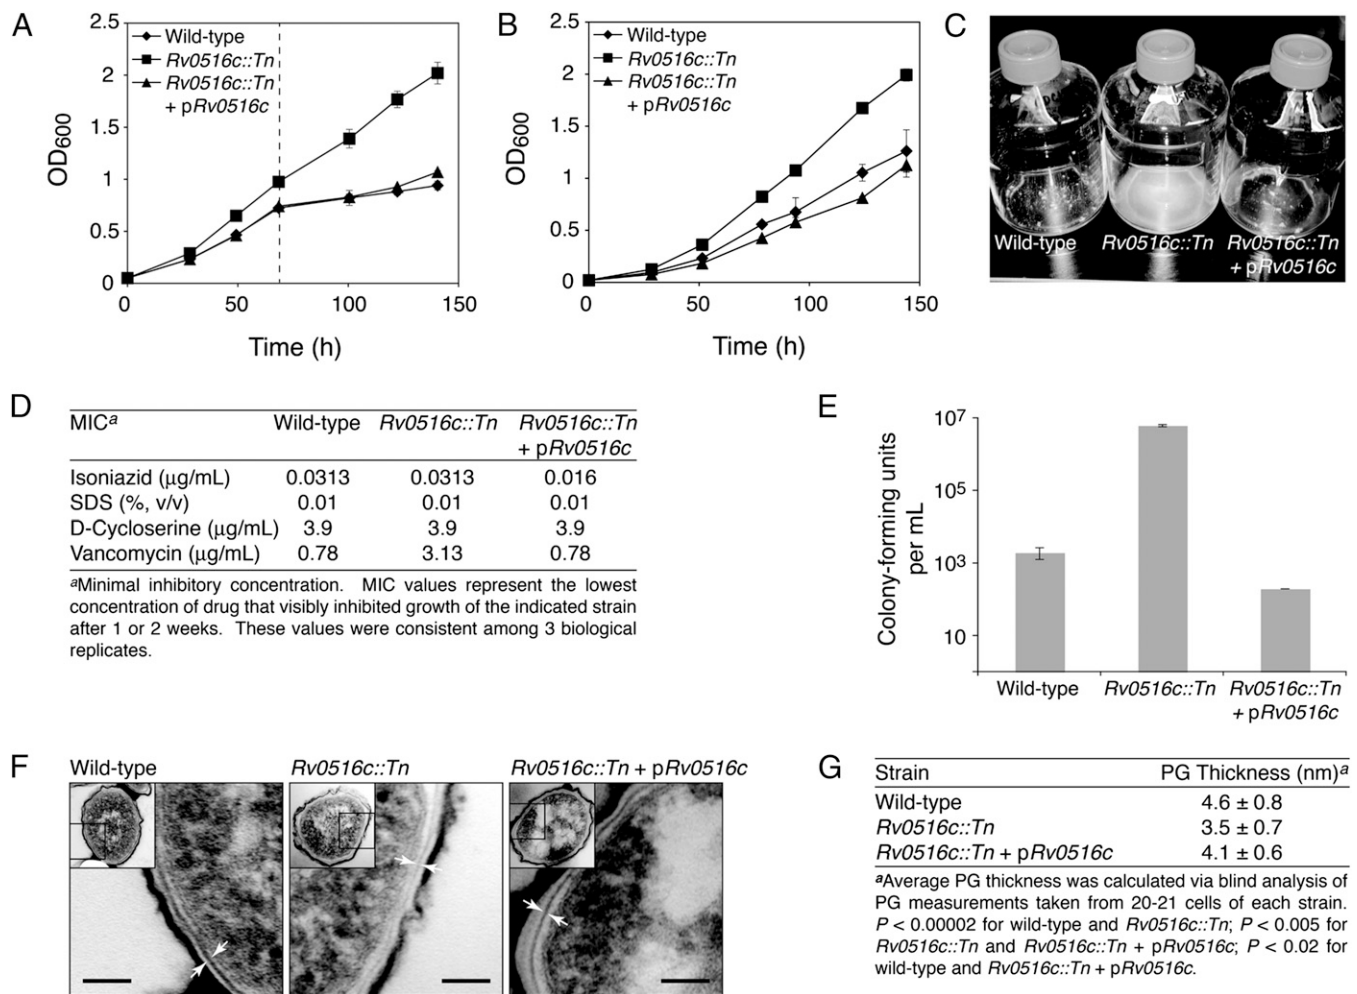 A
2.5
2
1.5
1
0.5
0
0
50
100
150
OD600
Time (h)
Wild-type
Rv0516c::Tn
Rv0516c::Tn
+ pRv0516c
B
2.5
2
1.5
1
0.5
0
0
50
100
150
OD600
Time (h)
Wild-type
Rv0516c::Tn
Rv0516c::Tn
+ pRv0516c
C
Wild-type
Rv0516c::Tn
Rv0516c::Tn
+ pRv0516c
D
MICa Wild-type Rv0516c::Tn Rv0516c::Tn
+ pRv0516c
Isoniazid (μg/mL) 0.0313 0.0313 0.016
SDS (%, v/v) 0.01 0.01 0.01
D-Cycloserine (μg/mL) 3.9 3.9 3.9
Vancomycin (μg/mL) 0.78 3.13 0.78
aMinimal inhibitory concentration. MIC values represent the lowest
concentration of drug that visibly inhibited growth of the indicated strain
after 1 or 2 weeks. These values were consistent among 3 biological
replicates.
E
Colony-forming units
per mL
107
105
103
10
Wild-type
Rv0516c::Tn
Rv0516c::Tn
+ pRv0516c
F
Wild-type
Rv0516c::Tn
Rv0516c::Tn + pRv0516c
G
Strain PG Thickness (nm)a
Wild-type 4.6 ± 0.8
Rv0516c::Tn 3.5 ± 0.7
Rv0516c::Tn + pRv0516c 4.1 ± 0.6
aAverage PG thickness was calculated via blind analysis of
PG measurements taken from 20-21 cells of each strain.
P < 0.00002 for wild-type and Rv0516c::Tn; P < 0.005 for
Rv0516c::Tn and Rv0516c::Tn + pRv0516c; P < 0.02 for
wild-type and Rv0516c::Tn + pRv0516c.